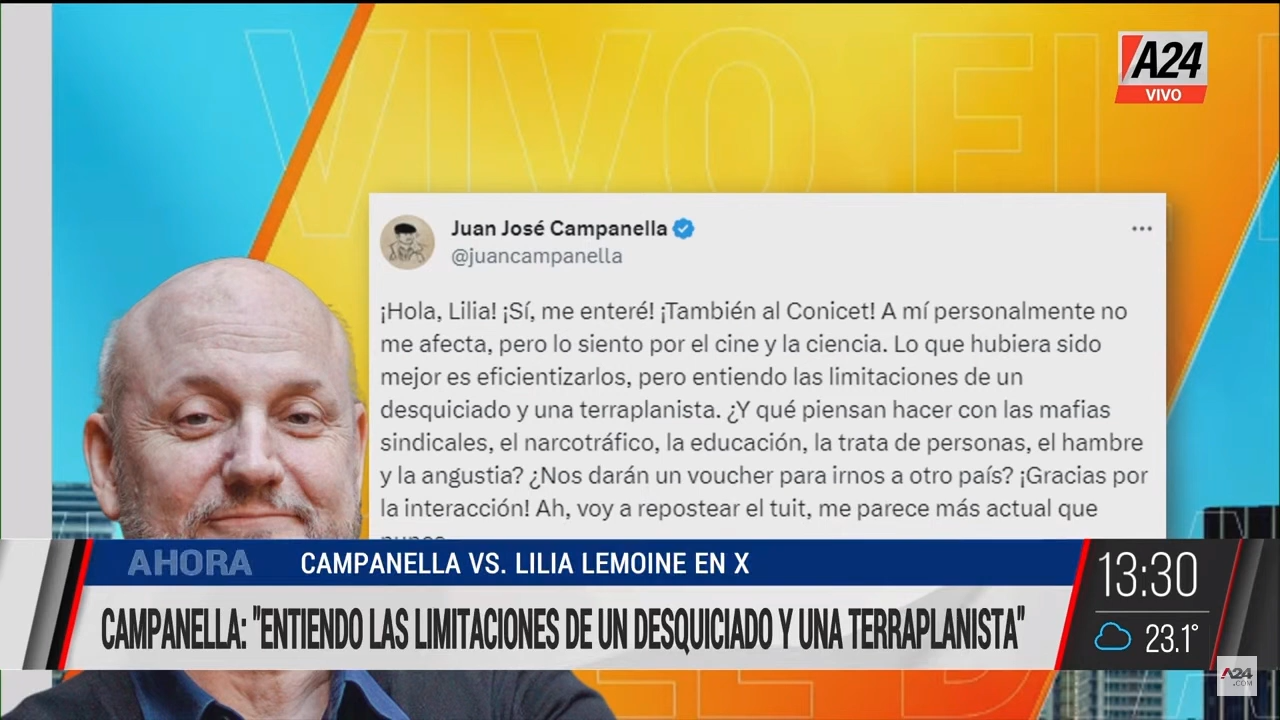 A24
VIVO
VIVO EL
Juan José Campanella
@juancampanella
¡Hola, Lilia! ¡Sí, me enteré! ¡También al Conicet! A mí personalmente no
me afecta, pero lo siento por el cine y la ciencia. Lo que hubiera sido
mejor es eficientizarlos, pero entiendo las limitaciones de un
desquiciado y una terraplanista. ¿Y qué piensan hacer con las mafias
sindicales, el narcotráfico, la educación, la trata de personas, el hambre
y la angustia? ¿Nos darán un voucher para irnos a otro país? ¡Gracias por
la interacción! Ah, voy a repostear el tuit, me parece más actual que
AHORA
CAMPANELLA VS. LILIA LEMOINE EN X
CAMPANELLA: "ENTIENDO LAS LIMITACIONES DE UN DESQUICIADO Y UNA TERRAPLANISTA"
13:30
23.1°
A24
.COM